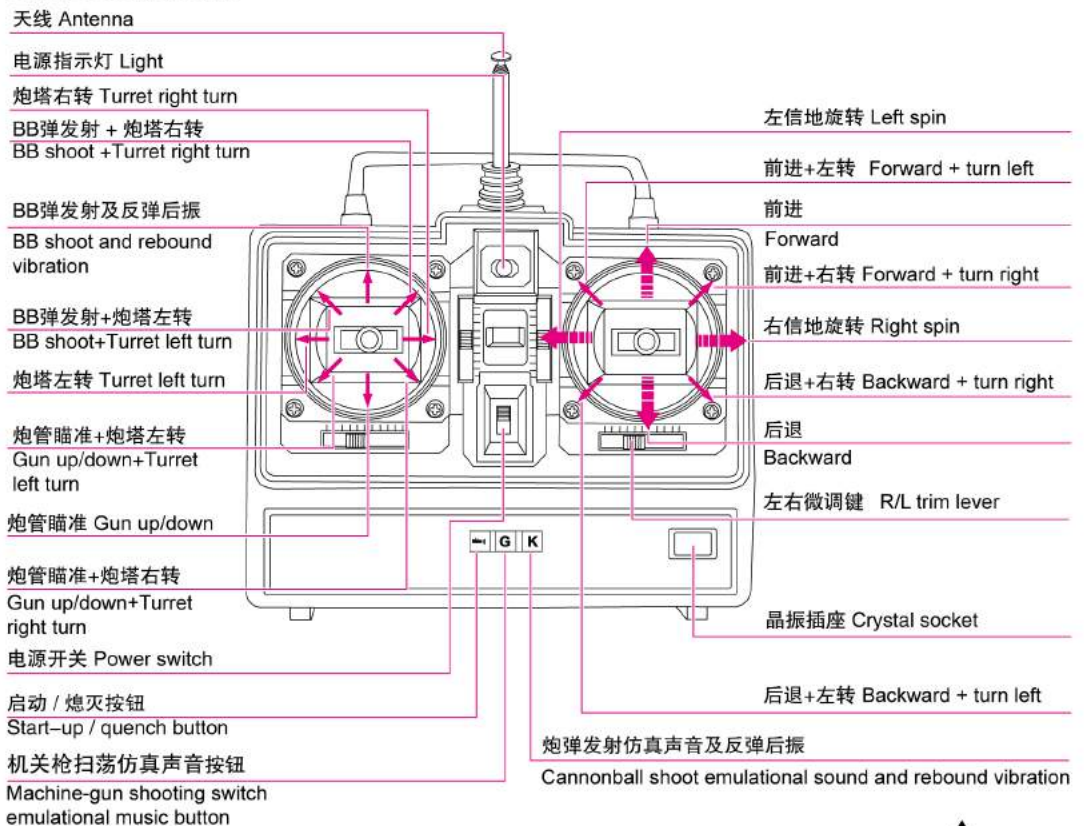 天线 Antenna
电源指示灯 Light
炮塔右转 Turret right turn
BB弹发射 + 炮塔右转
BB shoot +Turret right turn
BB弹发射及反弹后振
BB shoot and rebound
vibration
BB弹发射+炮塔左转
BB shoot+Turret left turn
炮塔左转 Turret left turn
炮管瞄准+炮塔左转
Gun up/down+Turret
left turn
炮管瞄准 Gun up/down
炮管瞄准+炮塔右转
Gun up/down+Turret
right turn
电源开关 Power switch
启动 / 熄灭按钮
Start–up / quench button
机关枪扫荡仿真声音按钮
Machine-gun shooting switch
emulational music button
G K
左信地旋转 Left spin
前进+左转 Forward + turn left
前进
Forward
前进+右转 Forward + turn right
右信地旋转 Right spin
后退+右转 Backward + turn right
后退
Backward
左右微调键 R/L trim lever
晶振插座 Crystal socket
后退+左转 Backward + turn left
炮弹发射仿真声音及反弹后振
Cannonball shoot emulational sound and rebound vibration